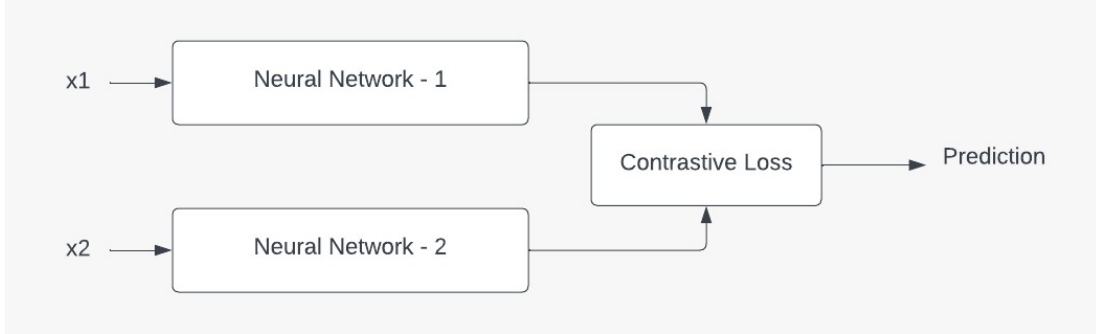 x1
Neural Network - 1
Contrastive Loss
Prediction
x2
Neural Network - 2